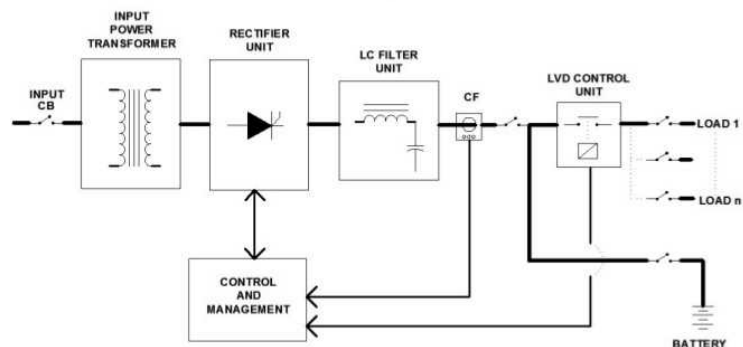 INPUT
POWER
TRANSFORMER
RECTIFIER
UNIT
LC FILTER
UNIT
LVD CONTROL
UNIT
INPUT
CB
CF
LOAD 1
LOAD n
CONTROL
AND
MANAGEMENT
BATTERY